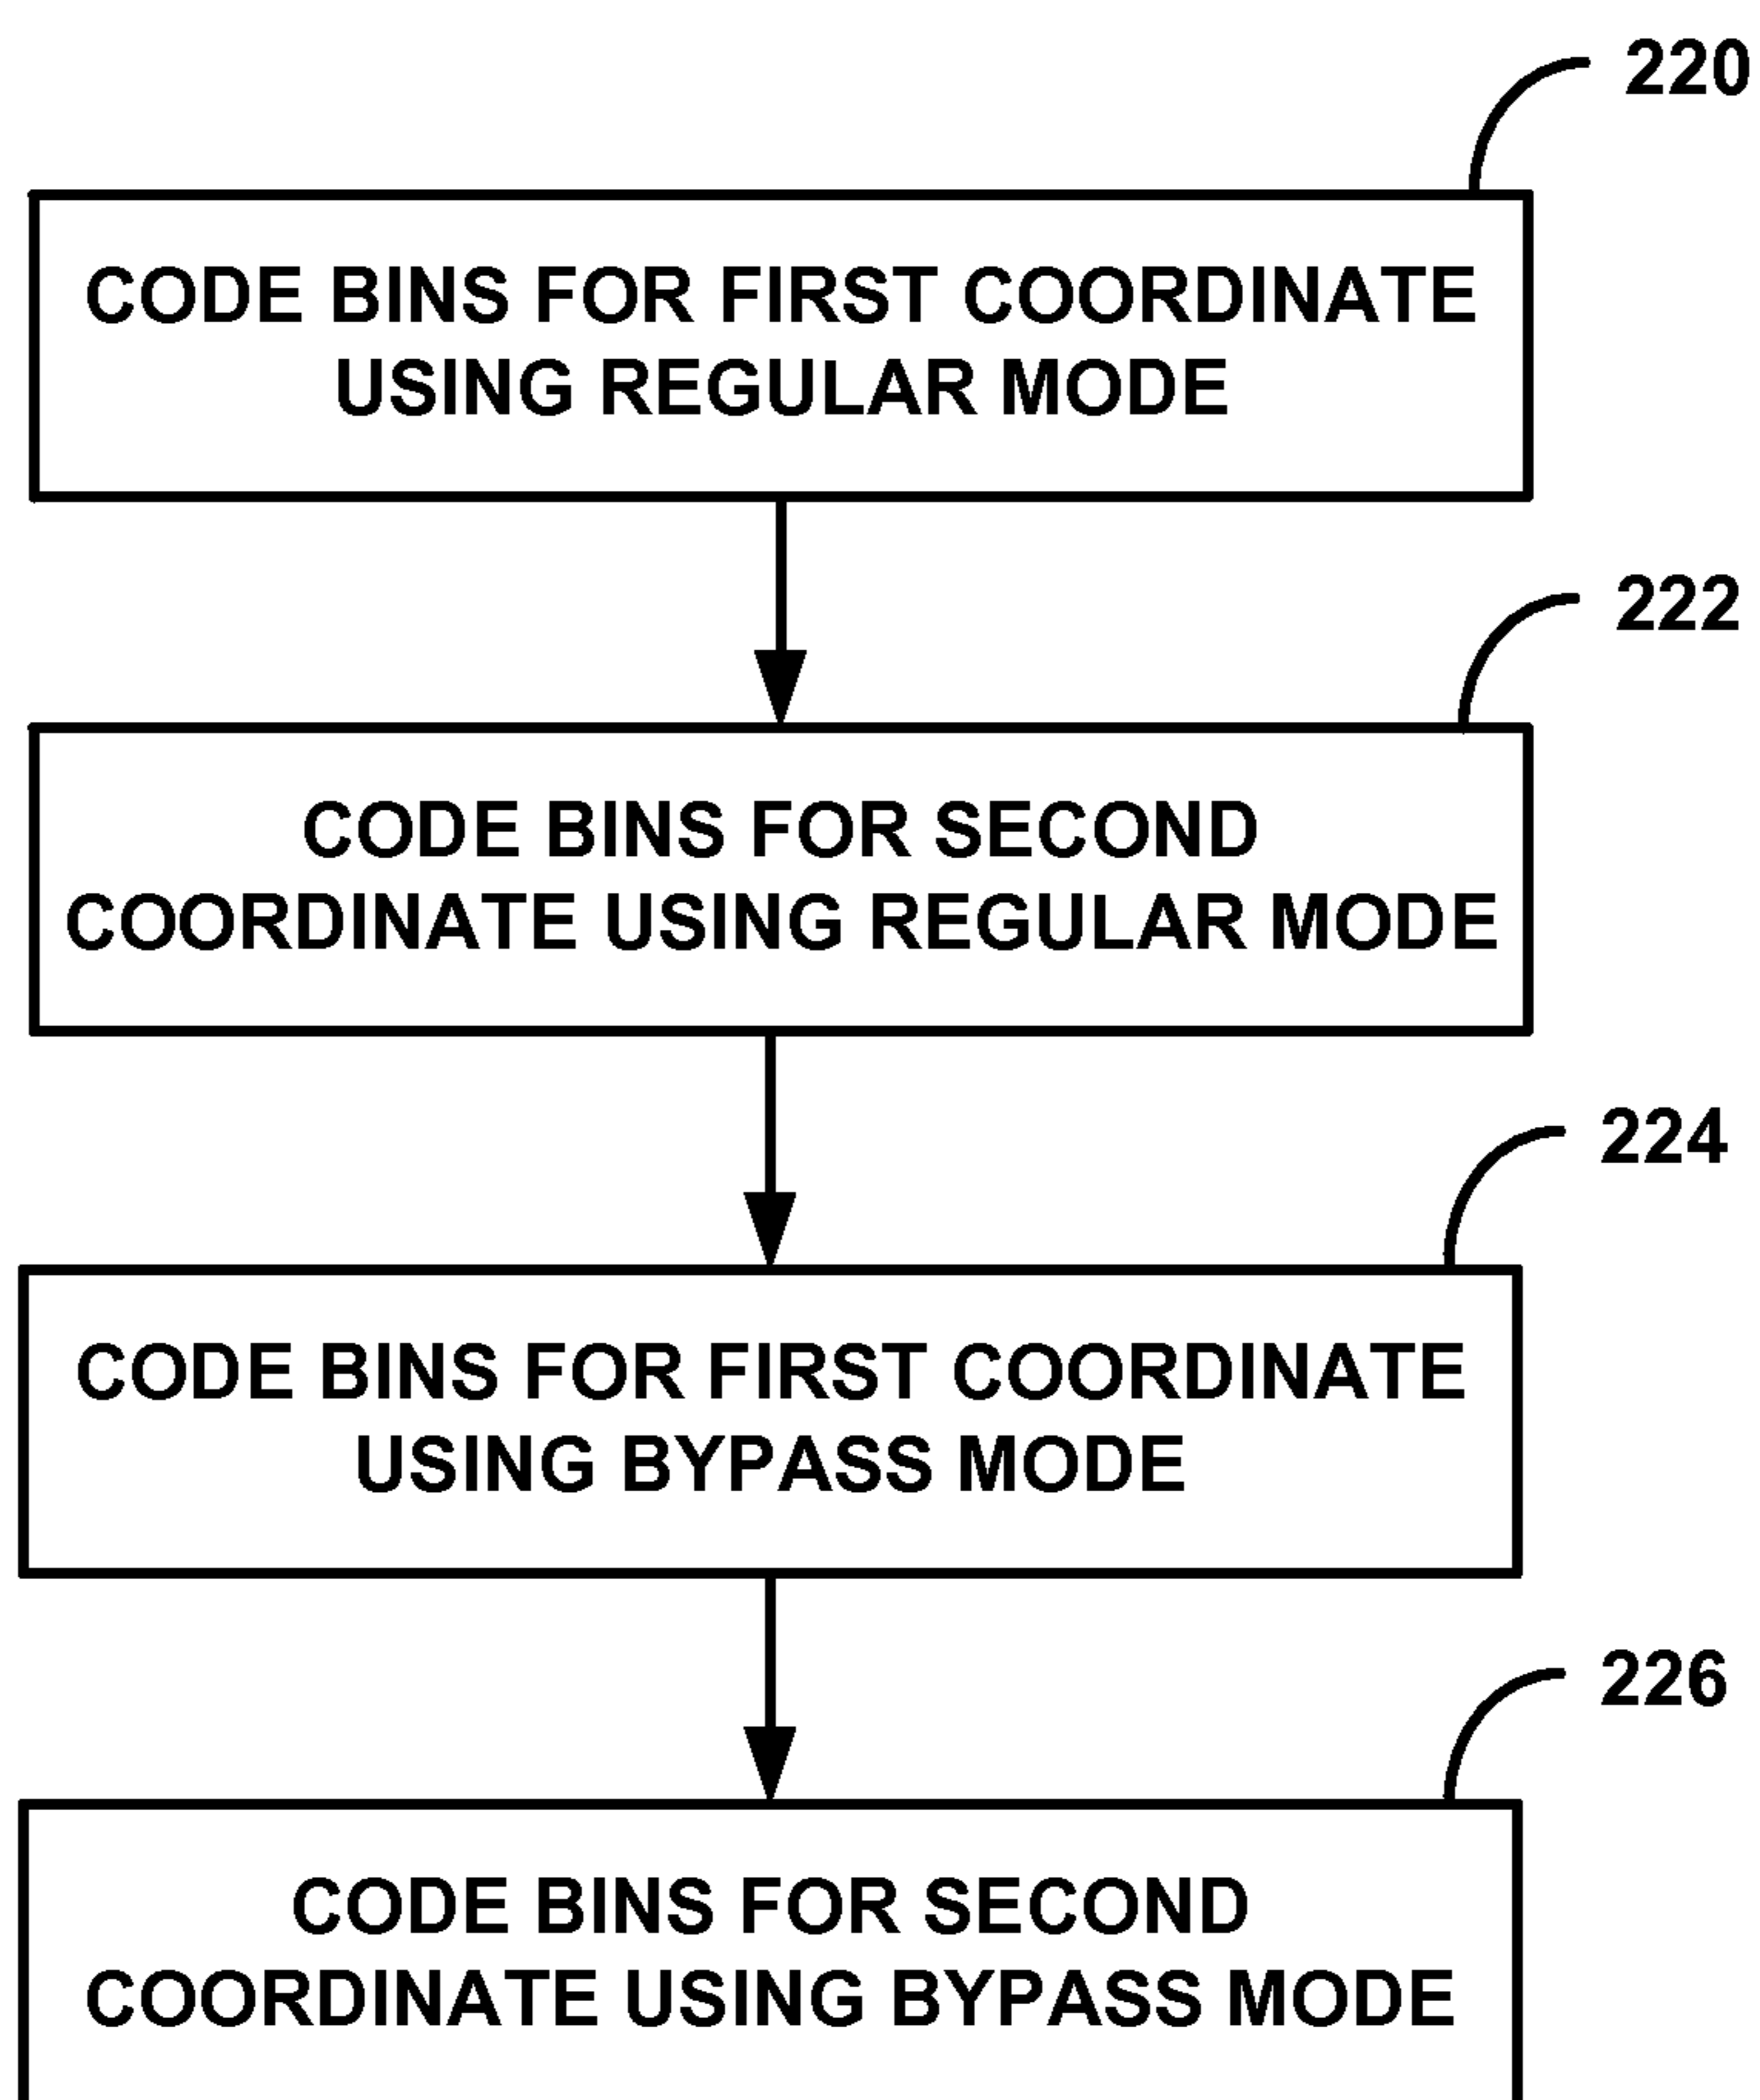 220
CODE BINS FOR FIRST COORDINATE
USING REGULAR MODE
222
CODE BINS FOR SECOND
COORDINATE USING REGULAR MODE
224
CODE BINS FOR FIRST COORDINATE
USING BYPASS MODE
226
CODE BINS FOR SECOND
COORDINATE USING BYPASS MODE